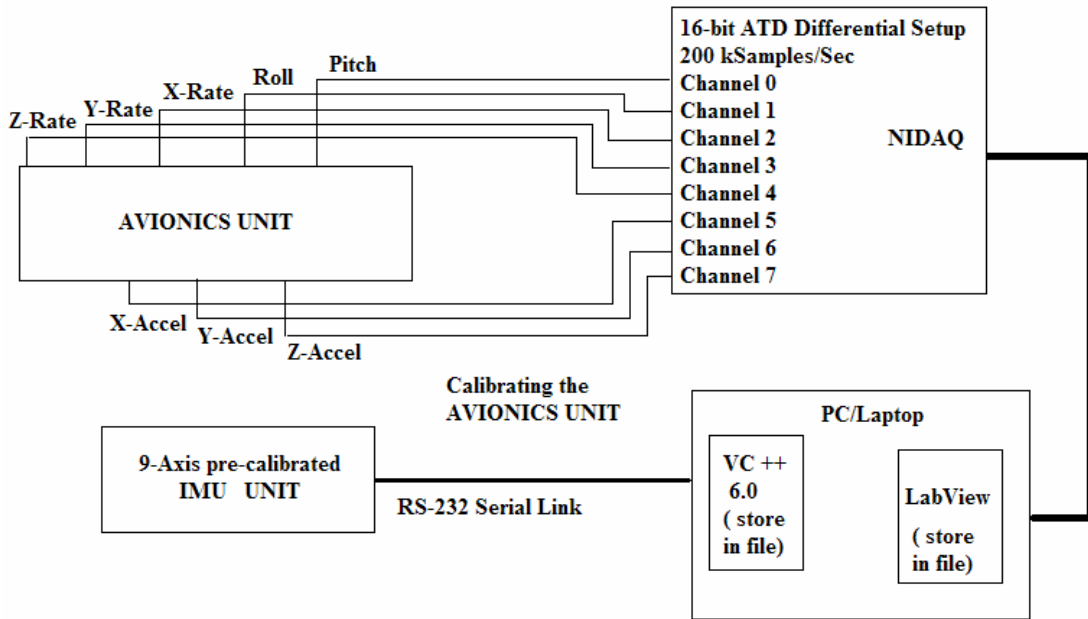 16-bit ATD Differential Setup
200 kSamples/Sec
Pitch
Roll
X-Rate
Y-Rate
Z-Rate
Channel 0
Channel 1
Channel 2
Channel 3
Channel 4
Channel 5
Channel 6
Channel 7
NIDAQ
AVIONICS UNIT
X-Accel
Y-Accel
Z-Accel
Calibrating the
AVIONICS UNIT
PC/Laptop
9-Axis pre-calibrated
IMU UNIT
RS-232 Serial Link
VC ++
6.0
( store
in file)
LabView
( store
in file)